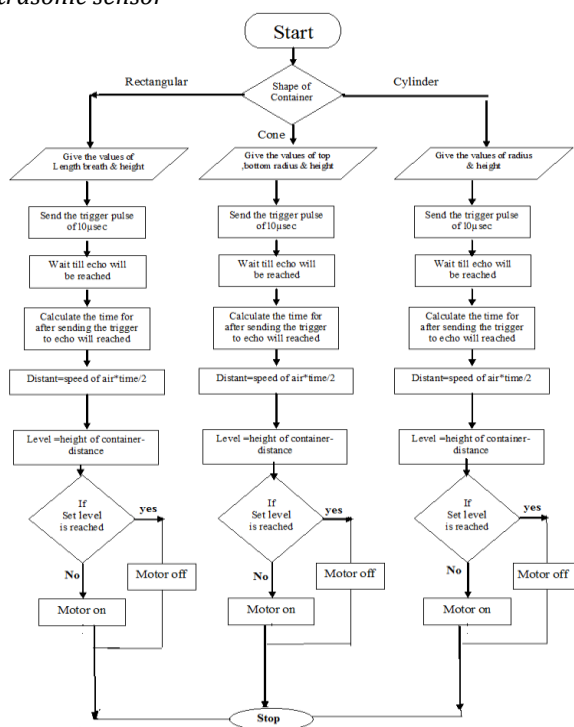 trasonic sensor
Start
Rectangular
Shape of
Container
Cylinder
Cone
Give the values of
Length breath & height
Give the values of top
,bottom radius & height
Give the values of radius
& height
Send the trigger pulse
of 10µsec
Send the trigger pulse
of 10µsec
Send the trigger pulse
of 10µsec
Wait till echo will
be reached
Wait till echo will
be reached
Wait till echo will
be reached
Calculate the time for
after sending the trigger
to echo will reached
Calculate the time for
after sending the trigger
to echo will reached
Calculate the time for
after sending the trigger
to echo will reached
Distant=speed of air*time/2
Distant=speed of air*time/2
Distant=speed of air*time/2
Level =height of container-
distance
Level =height of container-
distance
Level =height of container-
distance
If
Set level
is reached
yes
If
Set level
is reached
yes
If
Set level
is reached
yes
No
Motor off
No
Motor off
No
Motor off
Motor on
Motor on
Motor on
Stop